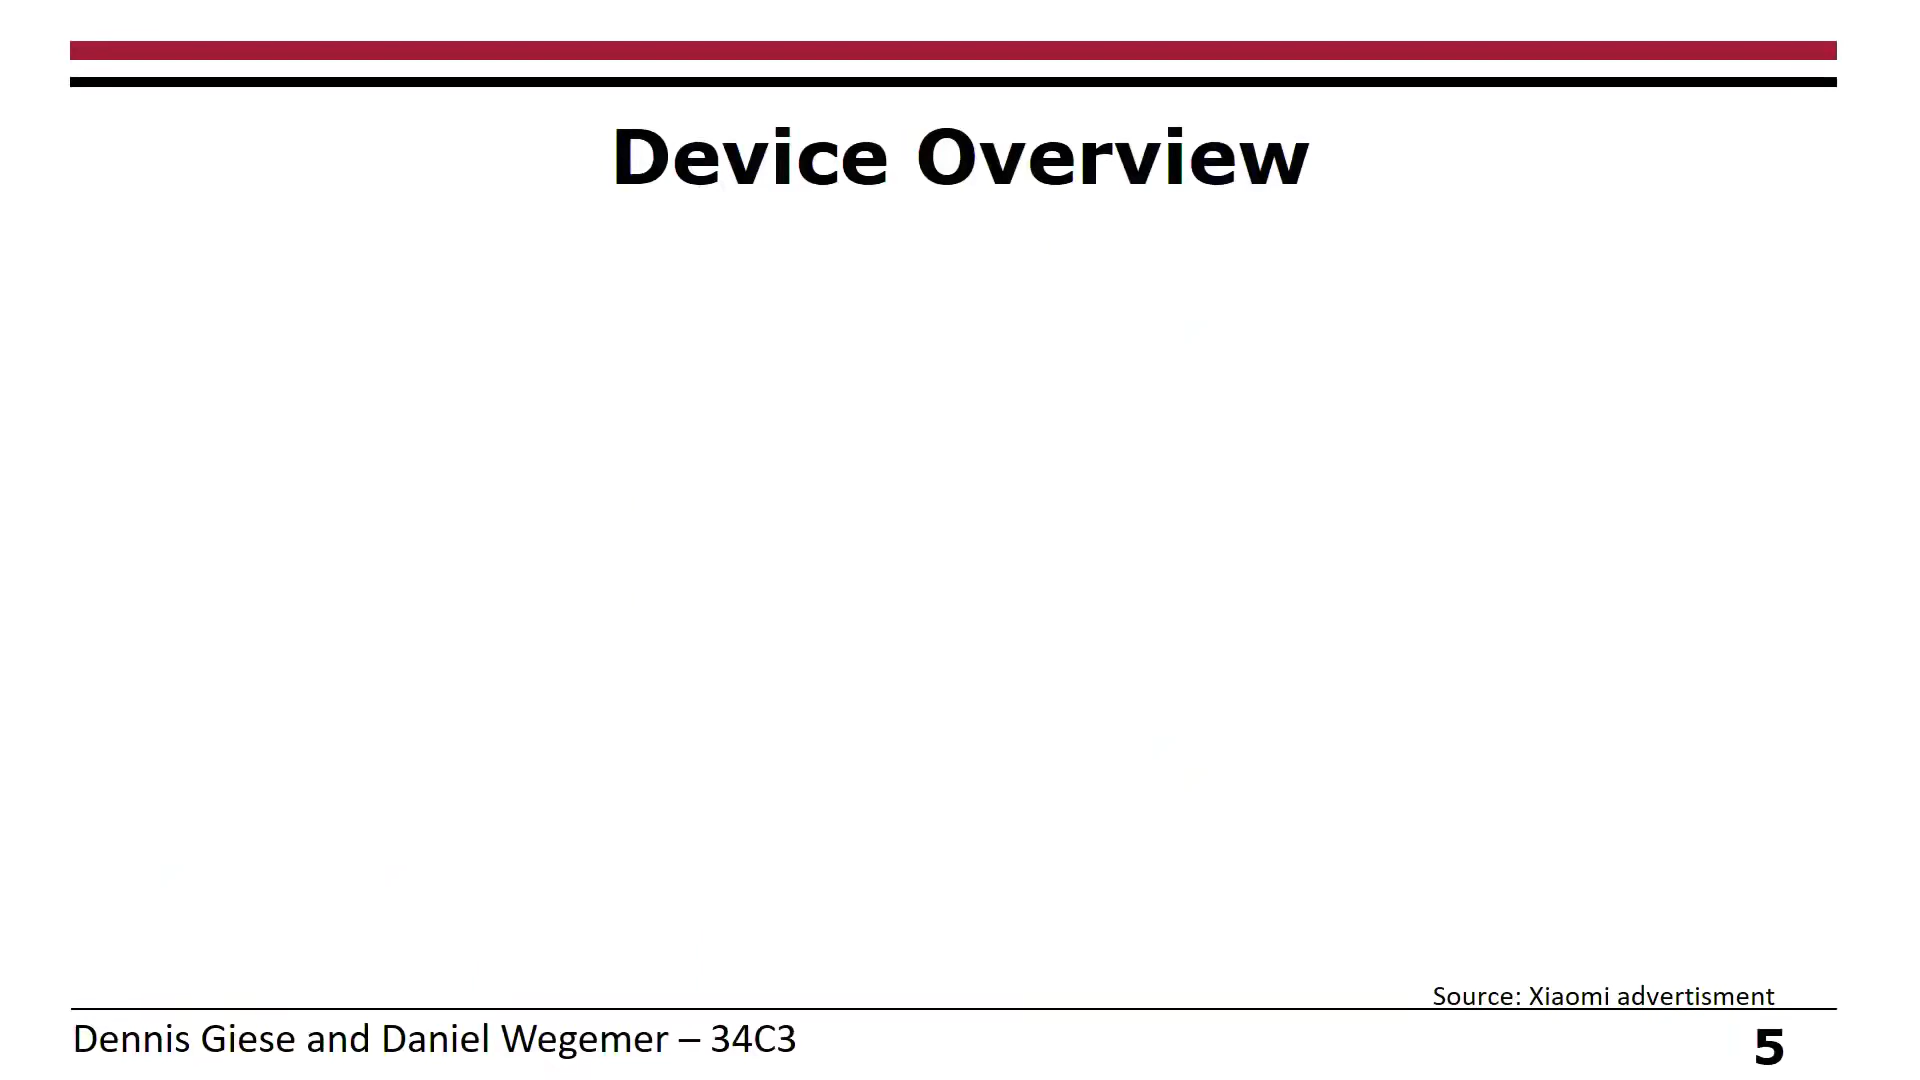 Device Overview
Source: Xiaomi advertisment
Dennis Giese and Daniel Wegemer – 34C3
5